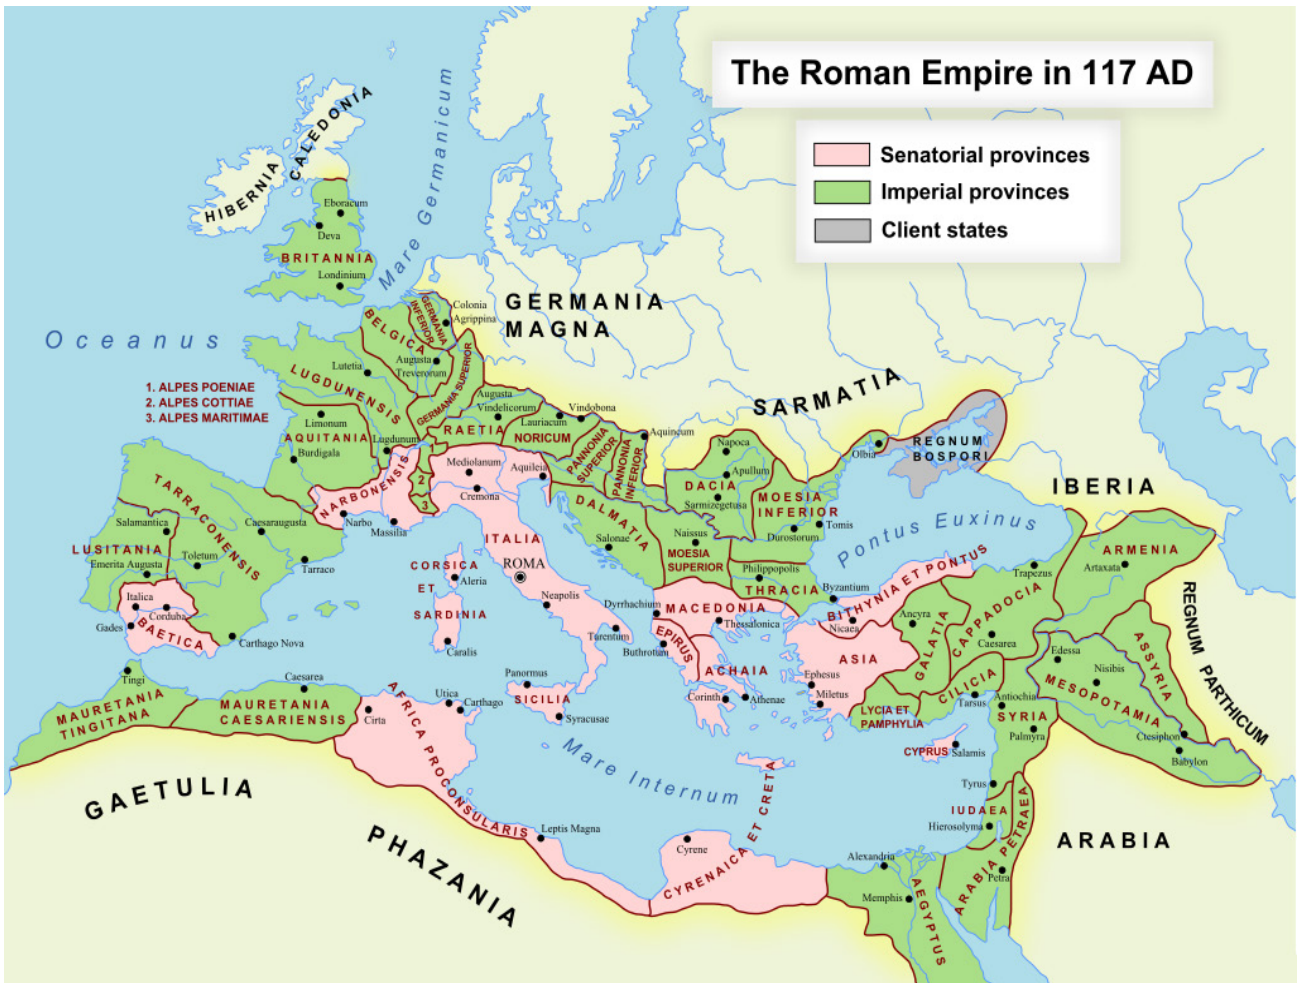 The Roman Empire in 117 AD
Senatorial provinces
Imperial provinces
Client states
CALEDONIA
HIBERNIA
Mare Germanicum
Eboracum
Deva
BRITANNIA
Londinium
Oceanus
GERMANIA
MAGNA
GERMANIA
INFERIOR
Colonia
Agrippina
BELGICA
Augusta
Treverorum
Lutetia
LUGDUNENSIS
GERMANIA SUPERIOR
1. ALPES POENIAE
2. ALPES COTTIAE
3. ALPES MARITIMAE
Limonum
AQUITANIA
Burdigala
Lugdunum
Augusta
Vindelicorum
RAETIA
Lauriacum
Vindobona
NORICUM
PANNONIA
SUPERIOR
PANNONIA
INFERIOR
Aquincum
SARMATIA
Napoca
Apullum
DACIA
Sarmizegetusa
MOESIA
INFERIOR
Durostorum
Tomis
Olbia
REGNUM
BOSPORI
IBERIA
Pontus Euxinus
NARBONENSIS
Narbo
Massilia
2
3
Mediolanum
Cremona
Aquileia
ITALIA
ROMA
Neapolis
Turentum
DALMATIA
Salonae
Naissus
MOESIA
SUPERIOR
Philippopolis
THRACIA
Byzantium
TARRACONENSIS
Salamantica
Caesaraugusta
LUSITANIA
Toletum
Emerita Augusta
Tarraco
Italica
Corduba
Gades
BAETICA
Carthago Nova
CORSICA
ET
SARDINIA
Aleria
Caralis
Dyrrhachium
MACEDONIA
Thessalonica
EPIRUS
Buthrotum
ACHAIA
Corinth
Athenae
BITHYNIA ET PONTUS
Nicaea
ASIA
Ephesus
Miletus
Ancyra
GALATIA
CAPPADOCIA
Caesarea
Trapezus
ARMENIA
Artaxata
REGNUM PARTHICUM
ASSYRIA
Edessa
Nisibis
MESOPOTAMIA
Ctesiphon
Babylon
CILICIA
Tarsus
Antiochia
SYRIA
Palmyra
LYCIA ET
PAMPHYLIA
CYPRUS
Salamis
Tingi
MAURETANIA
TINGITANA
Caesarea
MAURETANIA
CAESARIENSIS
Cirta
Utica
Carthago
AFRICA PROCONSULARIS
Panormus
SICILIA
Syracusae
Mare Internum
GAETULIA
PHAZANIA
Leptis Magna
Cyrene
CYRENAICA ET CRETA
Tyrus
IUDAEA
Hierosolyma
ARABIA PETRAEA
Petra
ARABIA
Alexandria
Memphis
AEGYPTUS